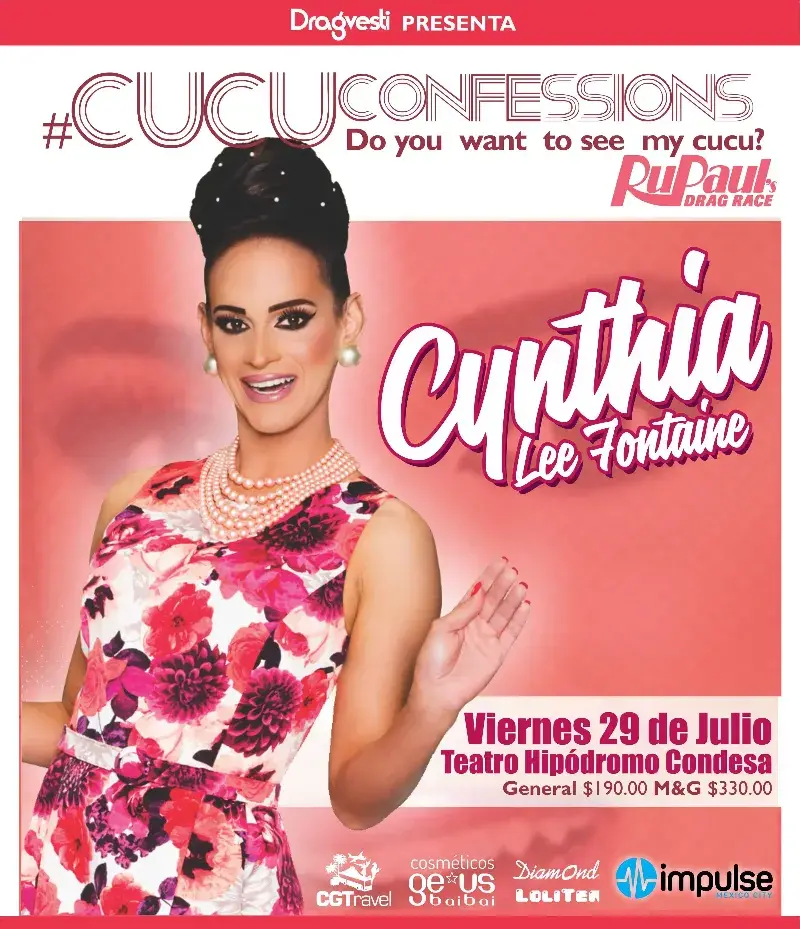 Dragvesti PRESENTA
#CUCUCONFESSIONS
Do you want to see my cucu?
RuPaul's
DRAG RACE
Cynthia
Lee Fontaine
Viernes 29 de Julio
Teatro Hipódromo Condesa
General $190.00 M&G $330.00
CGTravel
cosméticos
ge★us
baibai
DiamOnd
LOLITEA
impulse
MEXICO CITY